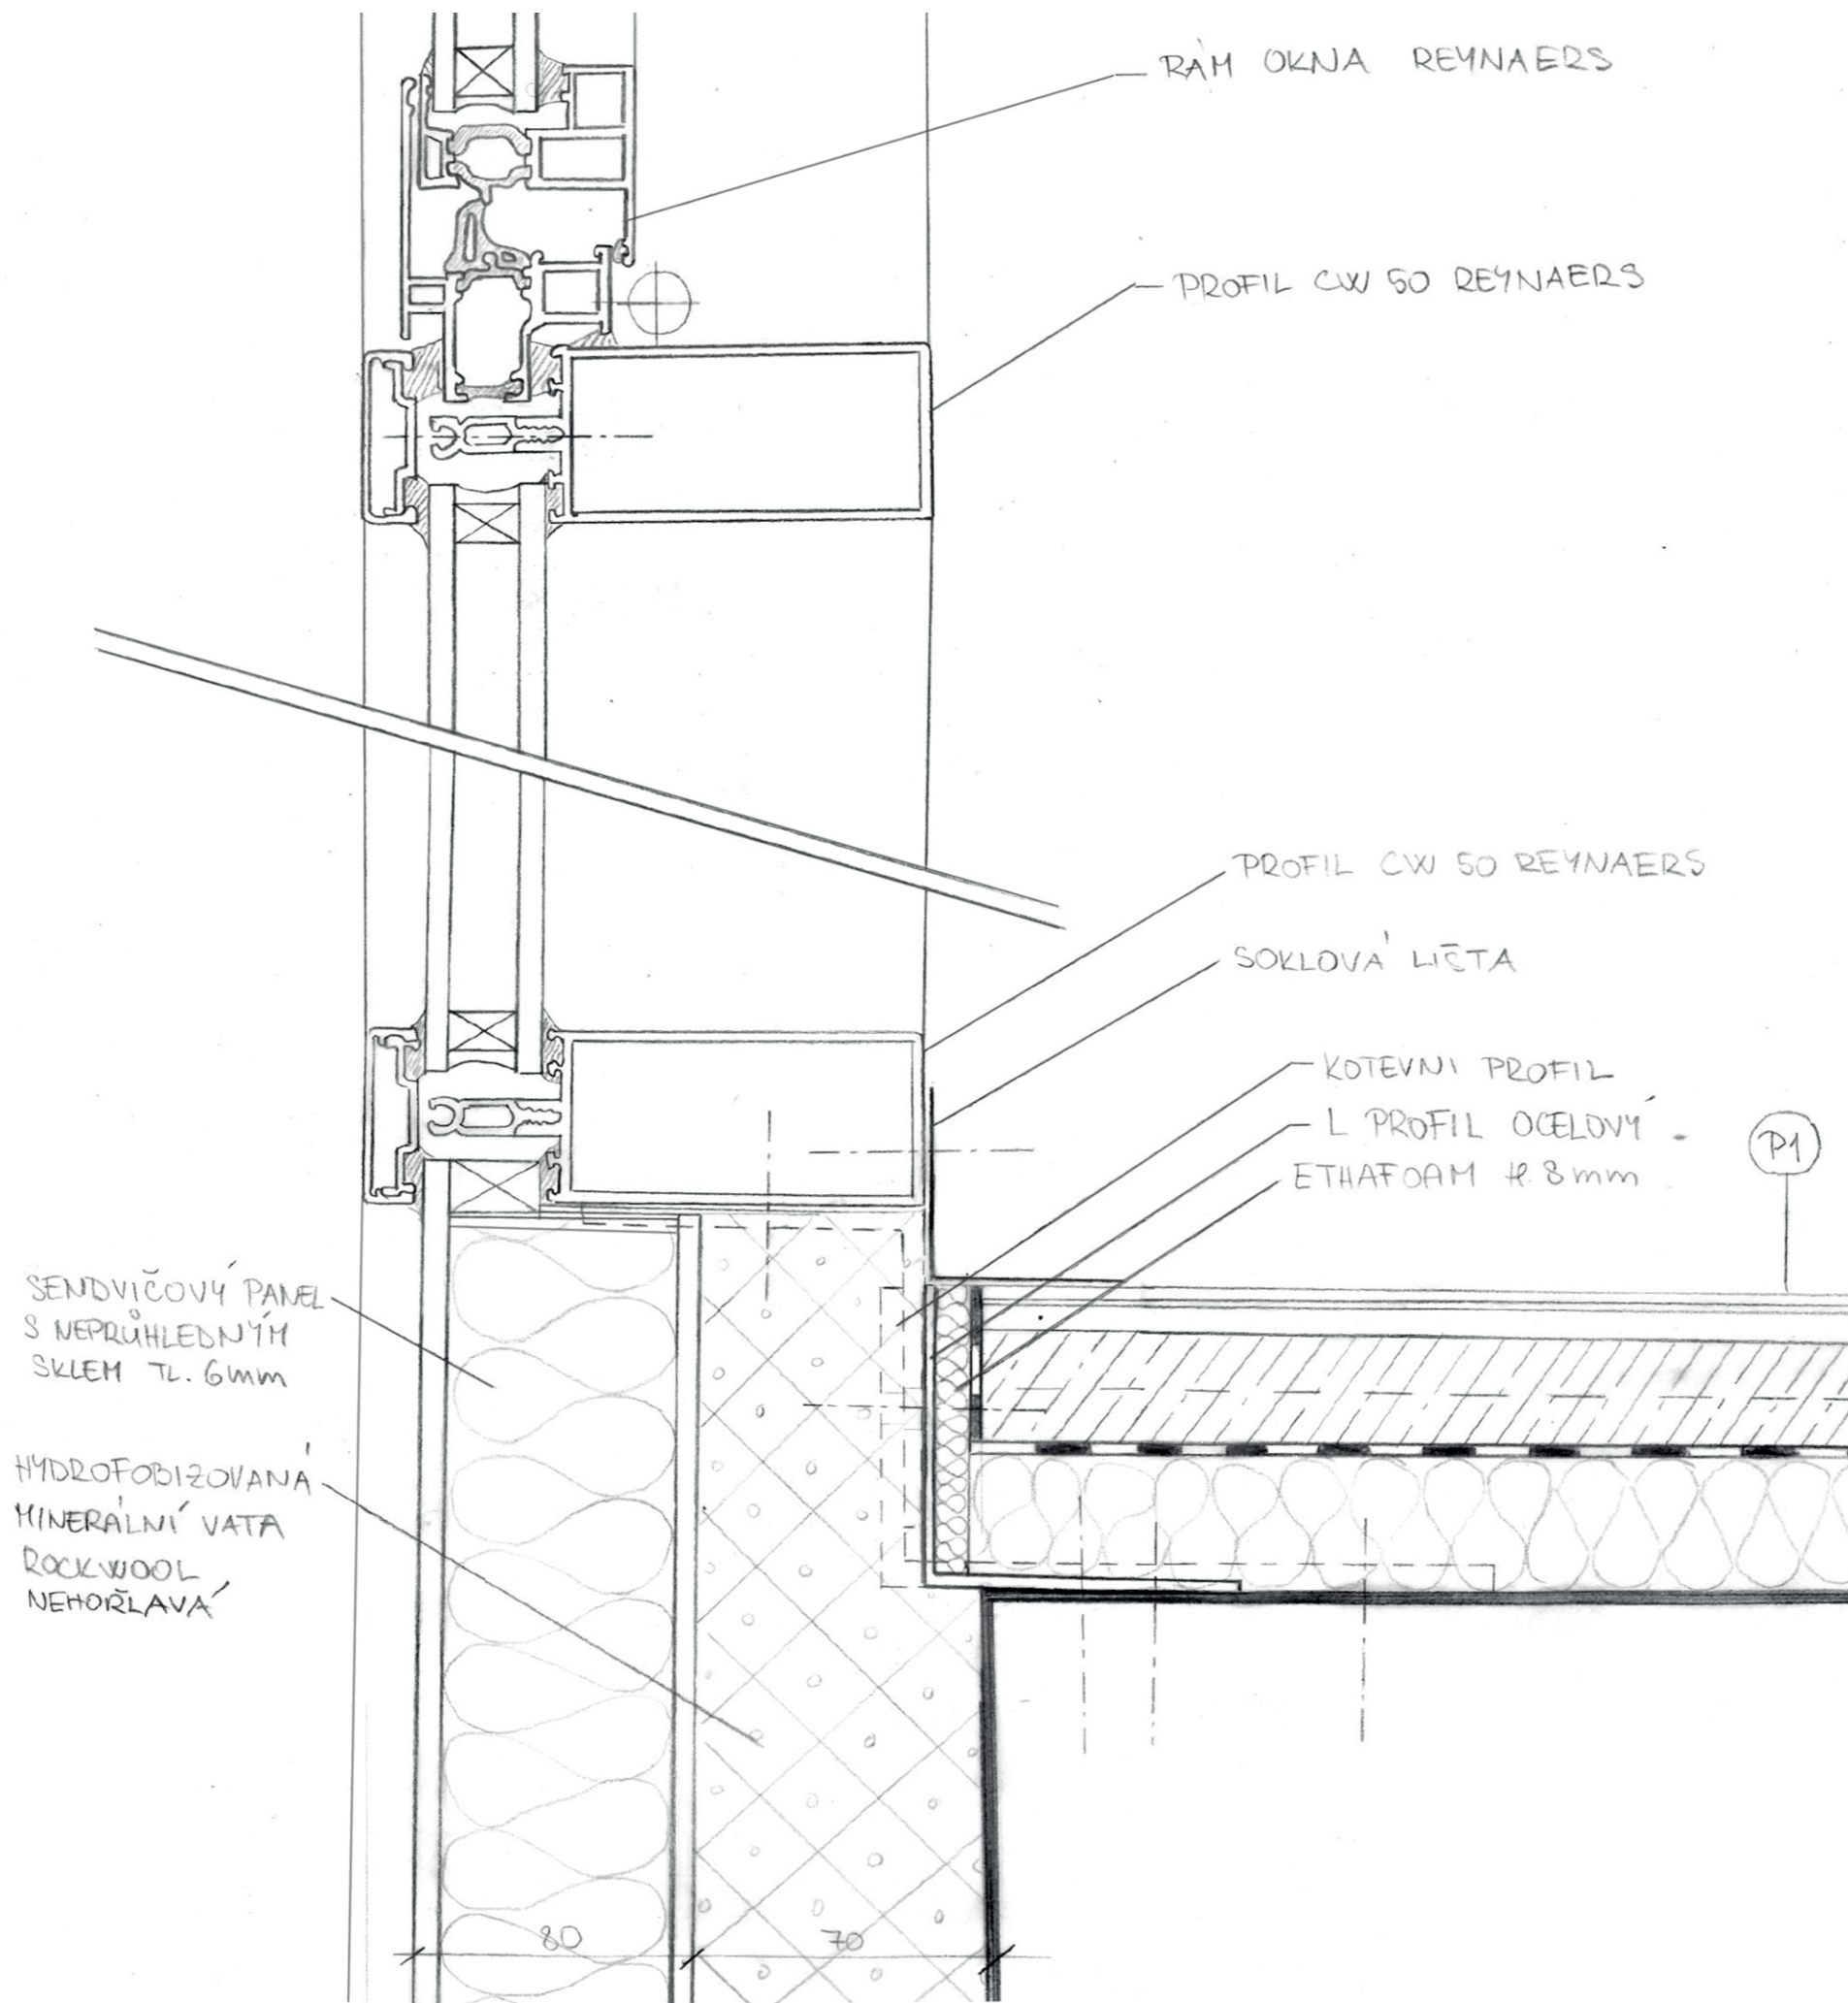 RÁM OKNA REYNAERS
PROFIL CW 50 REYNAERS
PROFIL CW 50 REYNAERS
SOKLOVÁ LIŠTA
KOTEVNI PROFIL
L PROFIL OCELOVÝ
ETHAFOAM tl. 8mm
P1
SENDVIČOVÝ PANEL
S NEPRŮHLEDNÝM
SKLEM TL. 6mm
HYDROFOBIZOVANÁ
MINERÁLNÍ VATA
ROCKWOOL
NEHOŘLAVÁ
80 70